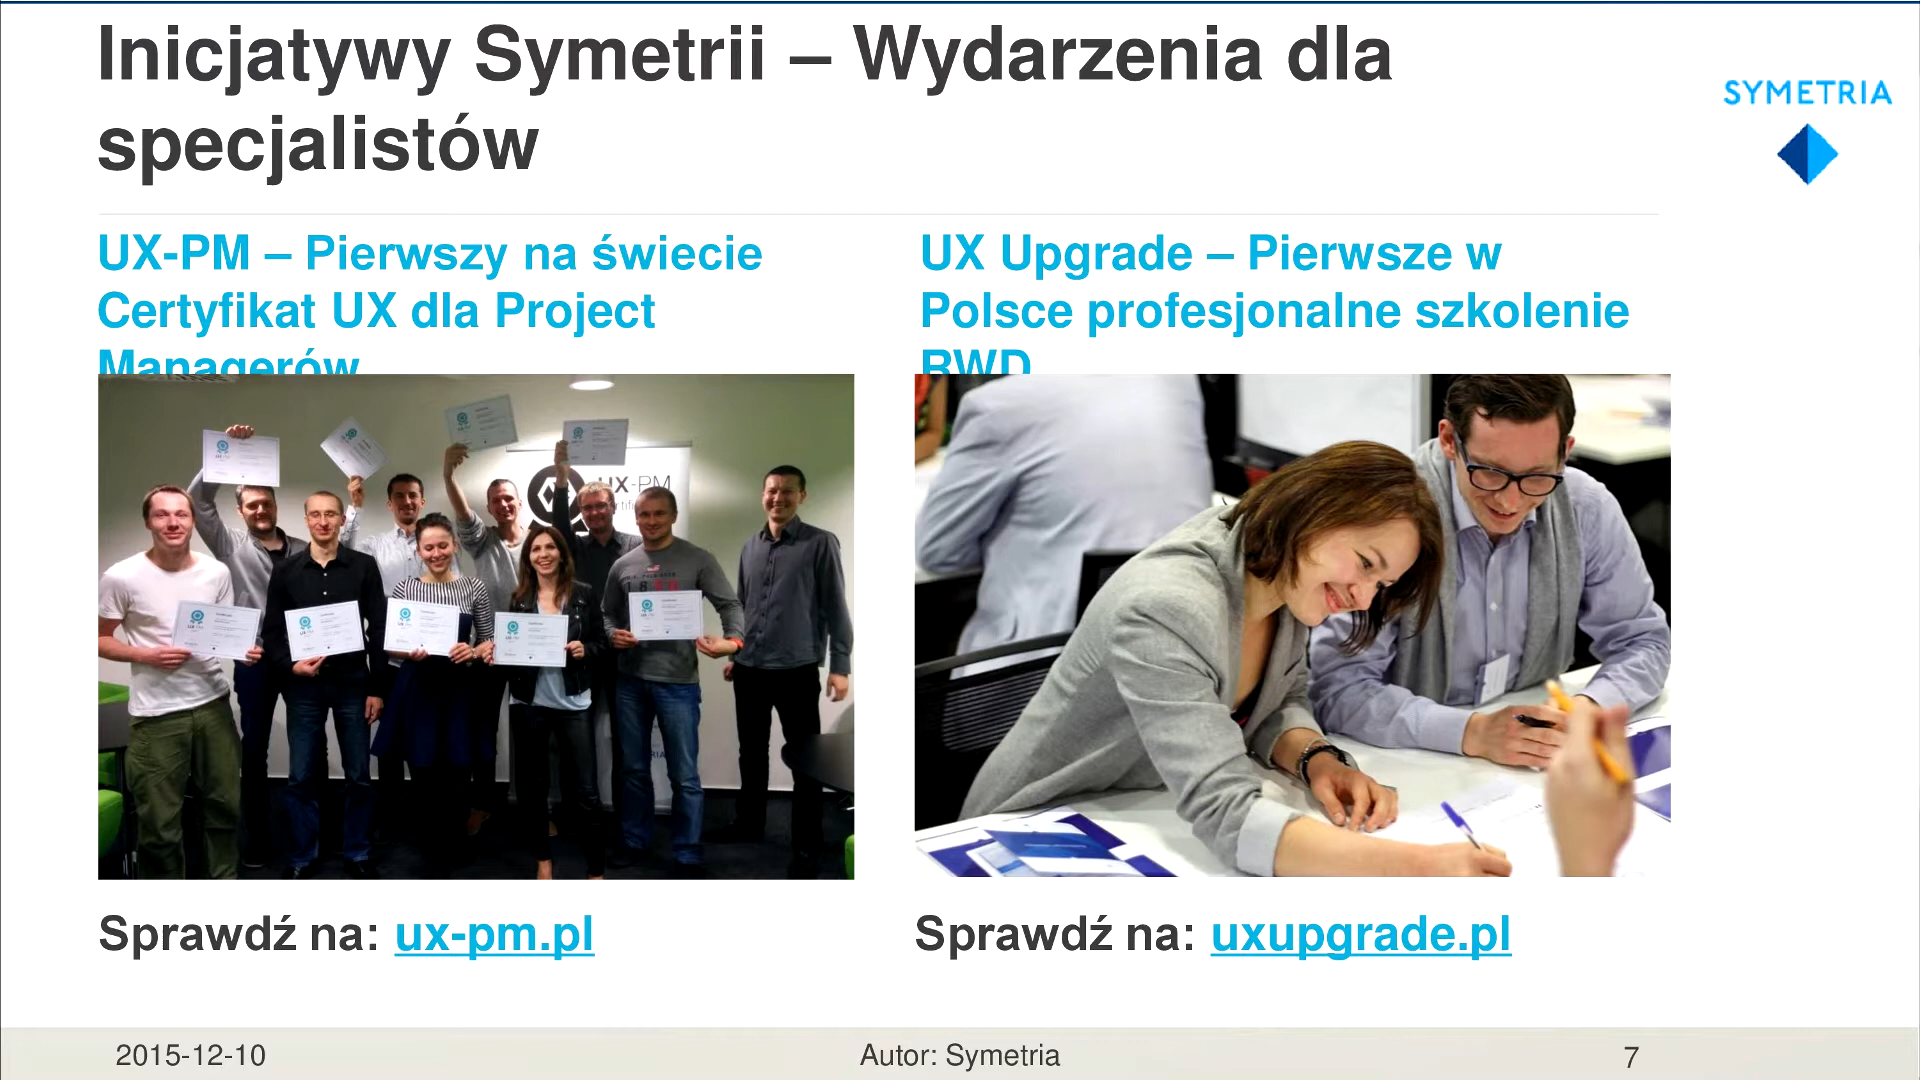 Inicjatywy Symetrii – Wydarzenia dla
specjalistów
SYMETRIA
UX-PM – Pierwszy na świecie
Certyfikat UX dla Project
Managerów
UX Upgrade – Pierwsze w
Polsce profesjonalne szkolenie
RWD
UX-PM
Sprawdź na: ux-pm.pl
Sprawdź na: uxupgrade.pl
2015-12-10
Autor: Symetria
7